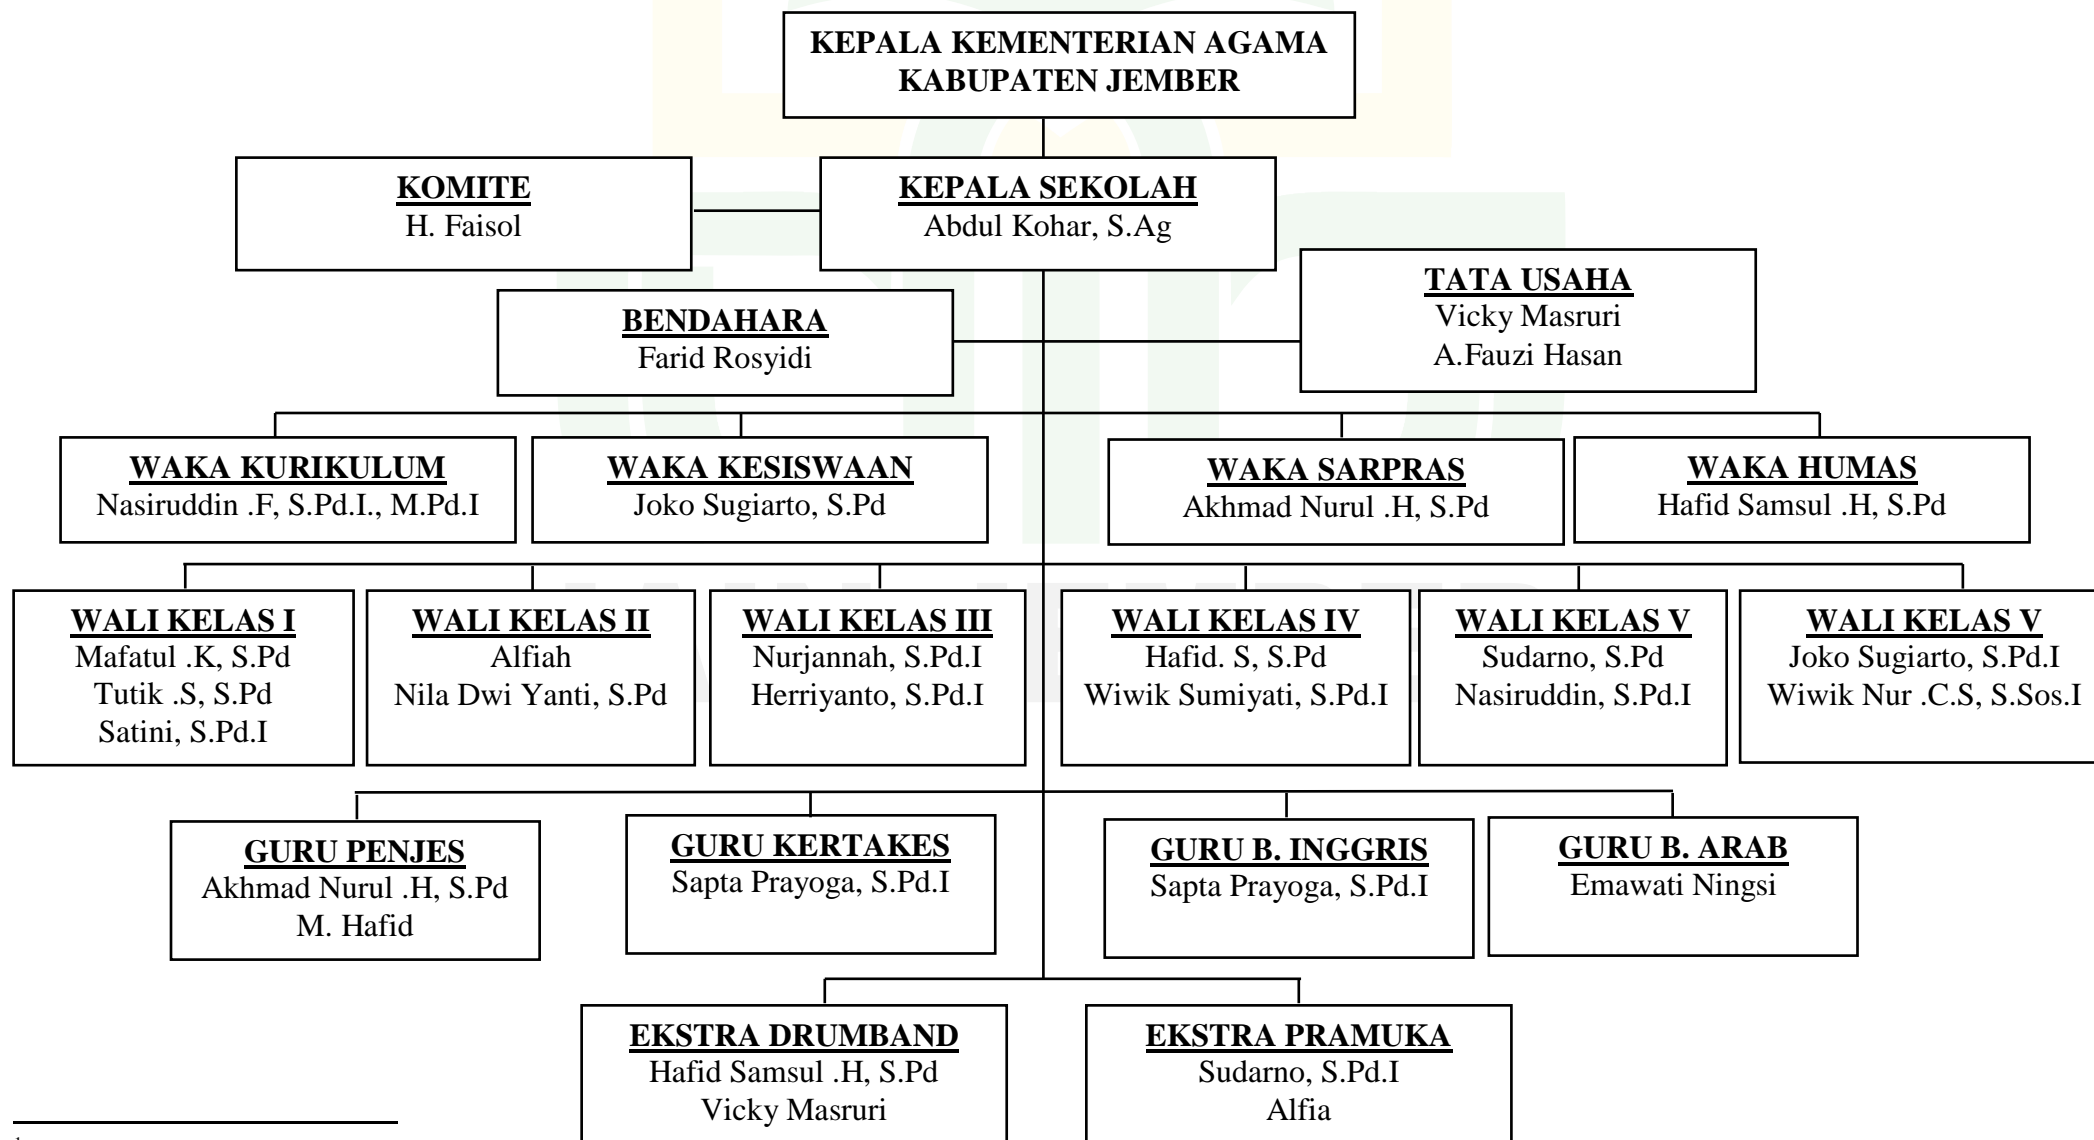 KEPALA KEMENTERIAN AGAMA
KABUPATEN JEMBER
KOMITE
H. Faisol
KEPALA SEKOLAH
Abdul Kohar, S.Ag
BENDAHARA
Farid Rosyidi
TATA USAHA
Vicky Masruri
A.Fauzi Hasan
WAKA KURIKULUM
Nasiruddin .F, S.Pd.I., M.Pd.I
WAKA KESISWAAN
Joko Sugiarto, S.Pd
WAKA SARPRAS
Akhmad Nurul .H, S.Pd
WAKA HUMAS
Hafid Samsul .H, S.Pd
WALI KELAS I
Mafatul .K, S.Pd
Tutik .S, S.Pd
Satini, S.Pd.I
WALI KELAS II
Alfiah
Nila Dwi Yanti, S.Pd
WALI KELAS III
Nurjannah, S.Pd.I
Herriyanto, S.Pd.I
WALI KELAS IV
Hafid. S, S.Pd
Wiwik Sumiyati, S.Pd.I
WALI KELAS V
Sudarno, S.Pd
Nasiruddin, S.Pd.I
WALI KELAS V
Joko Sugiarto, S.Pd.I
Wiwik Nur .C.S, S.Sos.I
GURU PENJES
Akhmad Nurul .H, S.Pd
M. Hafid
GURU KERTAKES
Sapta Prayoga, S.Pd.I
GURU B. INGGRIS
Sapta Prayoga, S.Pd.I
GURU B. ARAB
Emawati Ningsi
EKSTRA DRUMBAND
Hafid Samsul .H, S.Pd
Vicky Masruri
EKSTRA PRAMUKA
Sudarno, S.Pd.I
Alfia